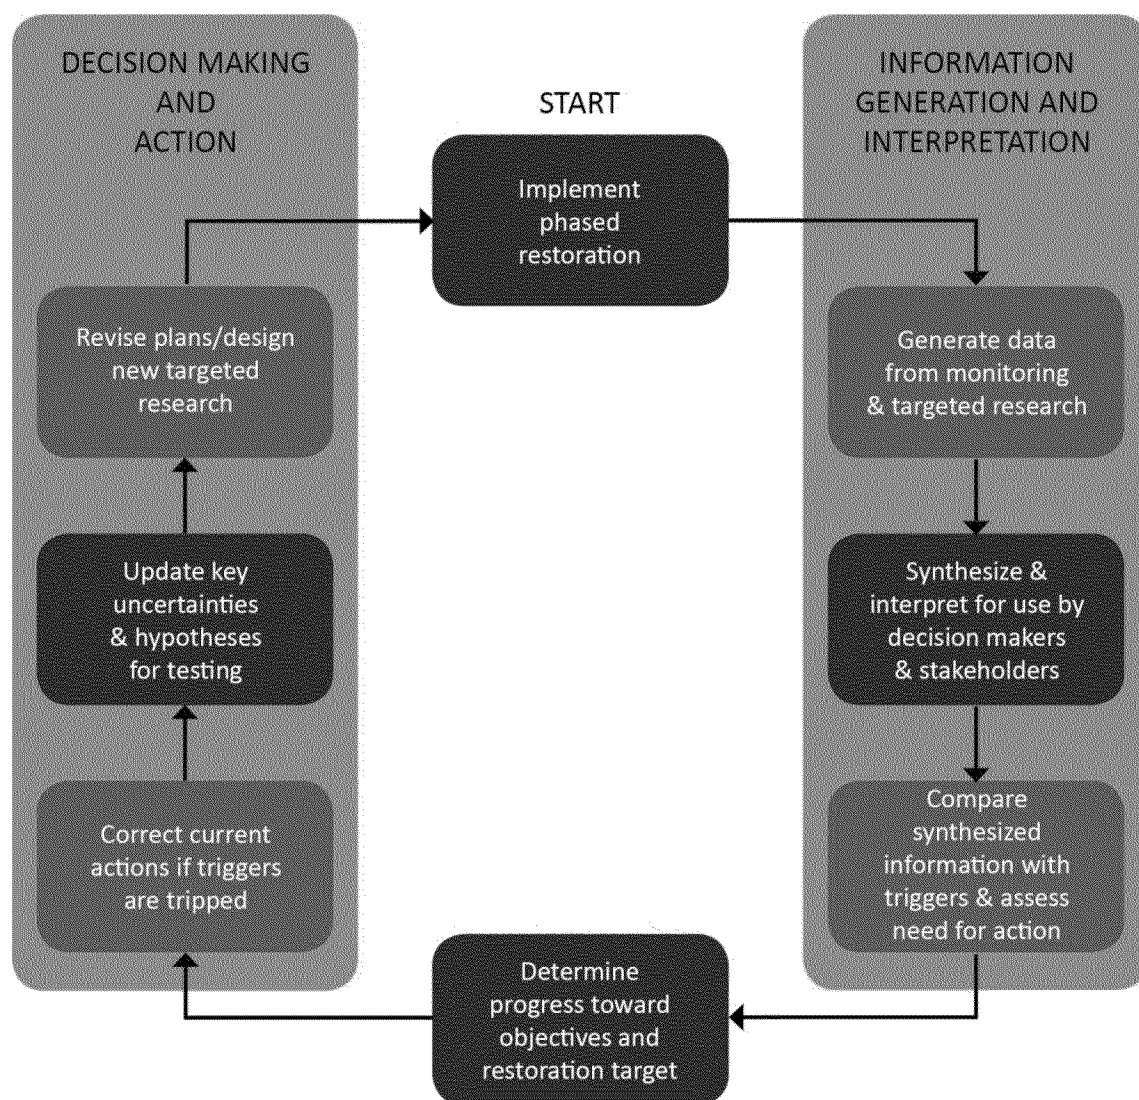 DECISION MAKING
AND
ACTION
START
INFORMATION
GENERATION AND
INTERPRETATION
Implement
phased
restoration
Revise plans/design
new targeted
research
Generate data
from monitoring
& targeted research
Update key
uncertainties
& hypotheses
for testing
Synthesize &
interpret for use by
decision makers
& stakeholders
Correct current
actions if triggers
are tripped
Compare
synthesized
information with
triggers & assess
need for action
Determine
progress toward
objectives and
restoration target